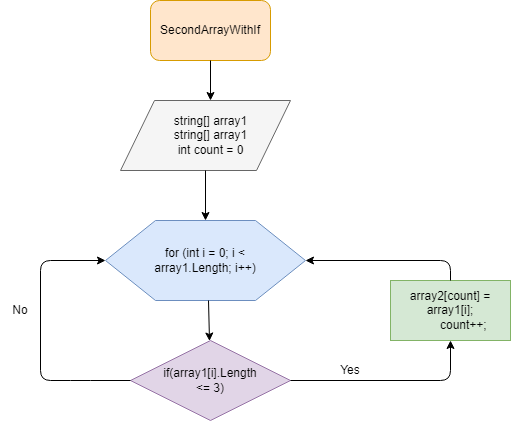 SecondArrayWithIf
string[] array1
string[] array1
int count = 0
for (int i = 0; i <
array1.Length; i++)
No
array2[count] =
array1[i];
count++;
if(array1[i].Length
<= 3)
Yes